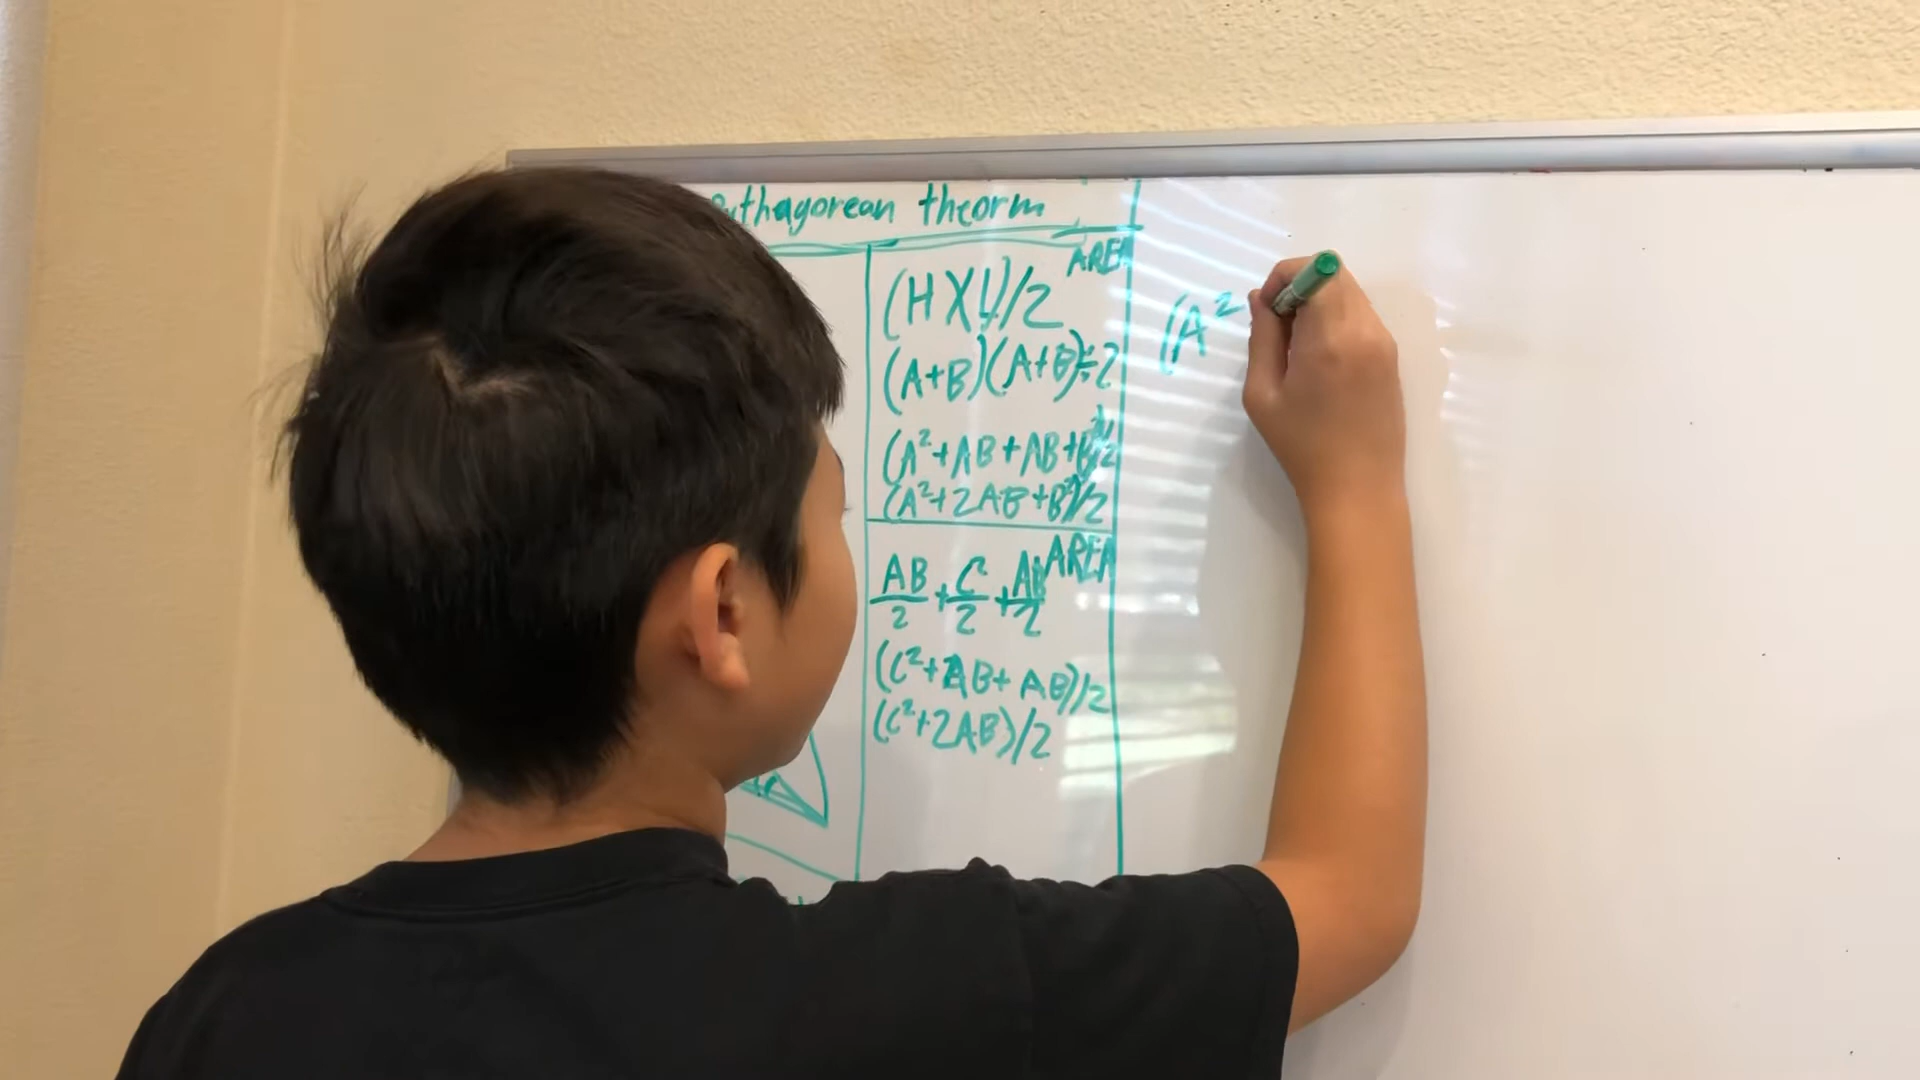 thagorean theorm
AREA
(H X L)/2
(A+B)(A+B)÷2
(A²+AB+AB+B²)/2
(A²+2AB+B²)/2
AREA
AB/2 + C²/2 + AB/2
(C²+AB+AB)/2
(C²+2AB)/2
(A²